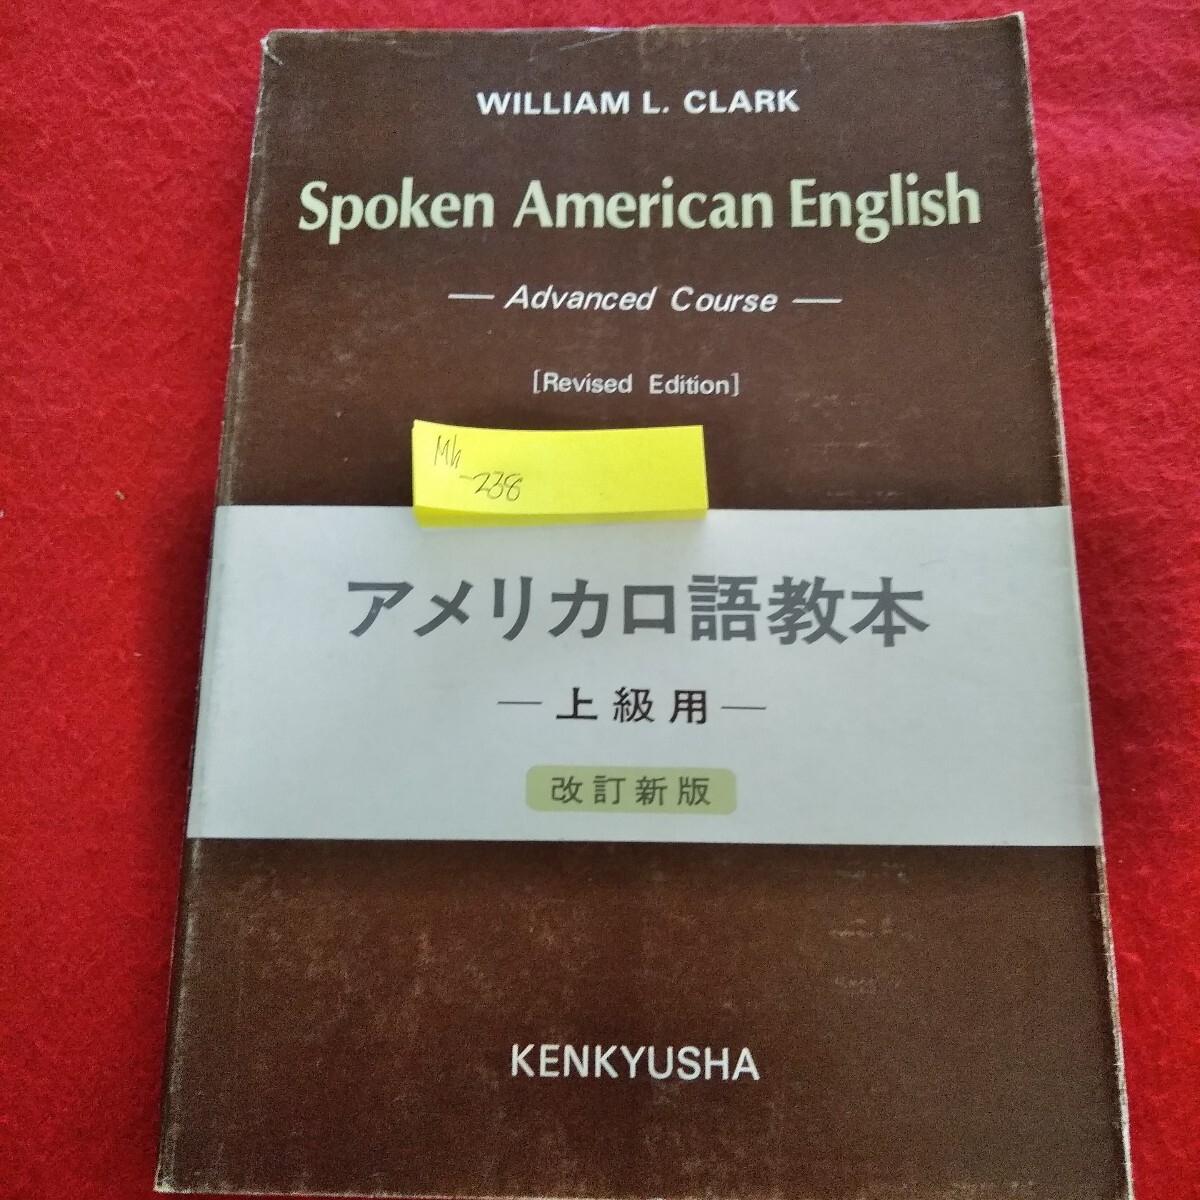 WILLIAM L. CLARK
Spoken American English
— Advanced Course —
[Revised Edition]
Mh
-238
アメリカ口語教本
— 上級用 —
改訂新版
KENKYUSHA